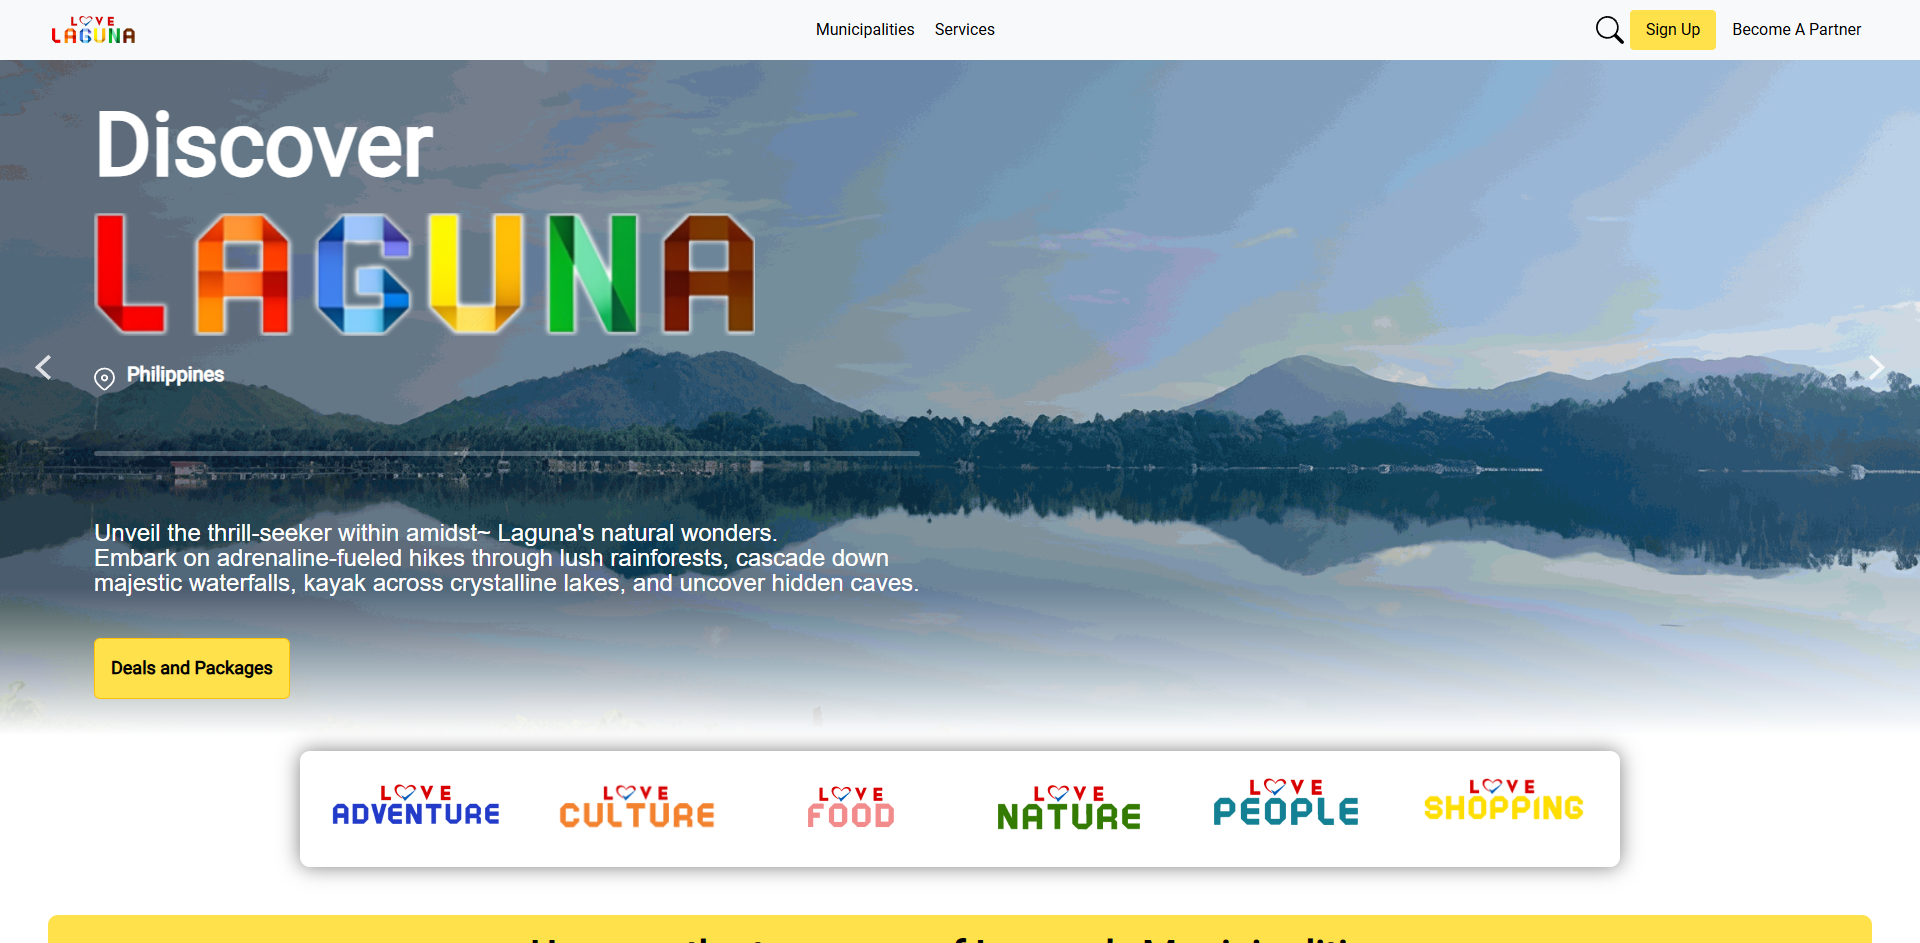 LOVE
LAGUNA
Municipalities
Services
Sign Up
Become A Partner
Discover
LAGUNA
Philippines
Unveil the thrill-seeker within amidst~ Laguna's natural wonders.
Embark on adrenaline-fueled hikes through lush rainforests, cascade down
majestic waterfalls, kayak across crystalline lakes, and uncover hidden caves.
Deals and Packages
LOVE
ADVENTURE
LOVE
CULTURE
LOVE
FOOD
LOVE
NATURE
LOVE
PEOPLE
LOVE
SHOPPING